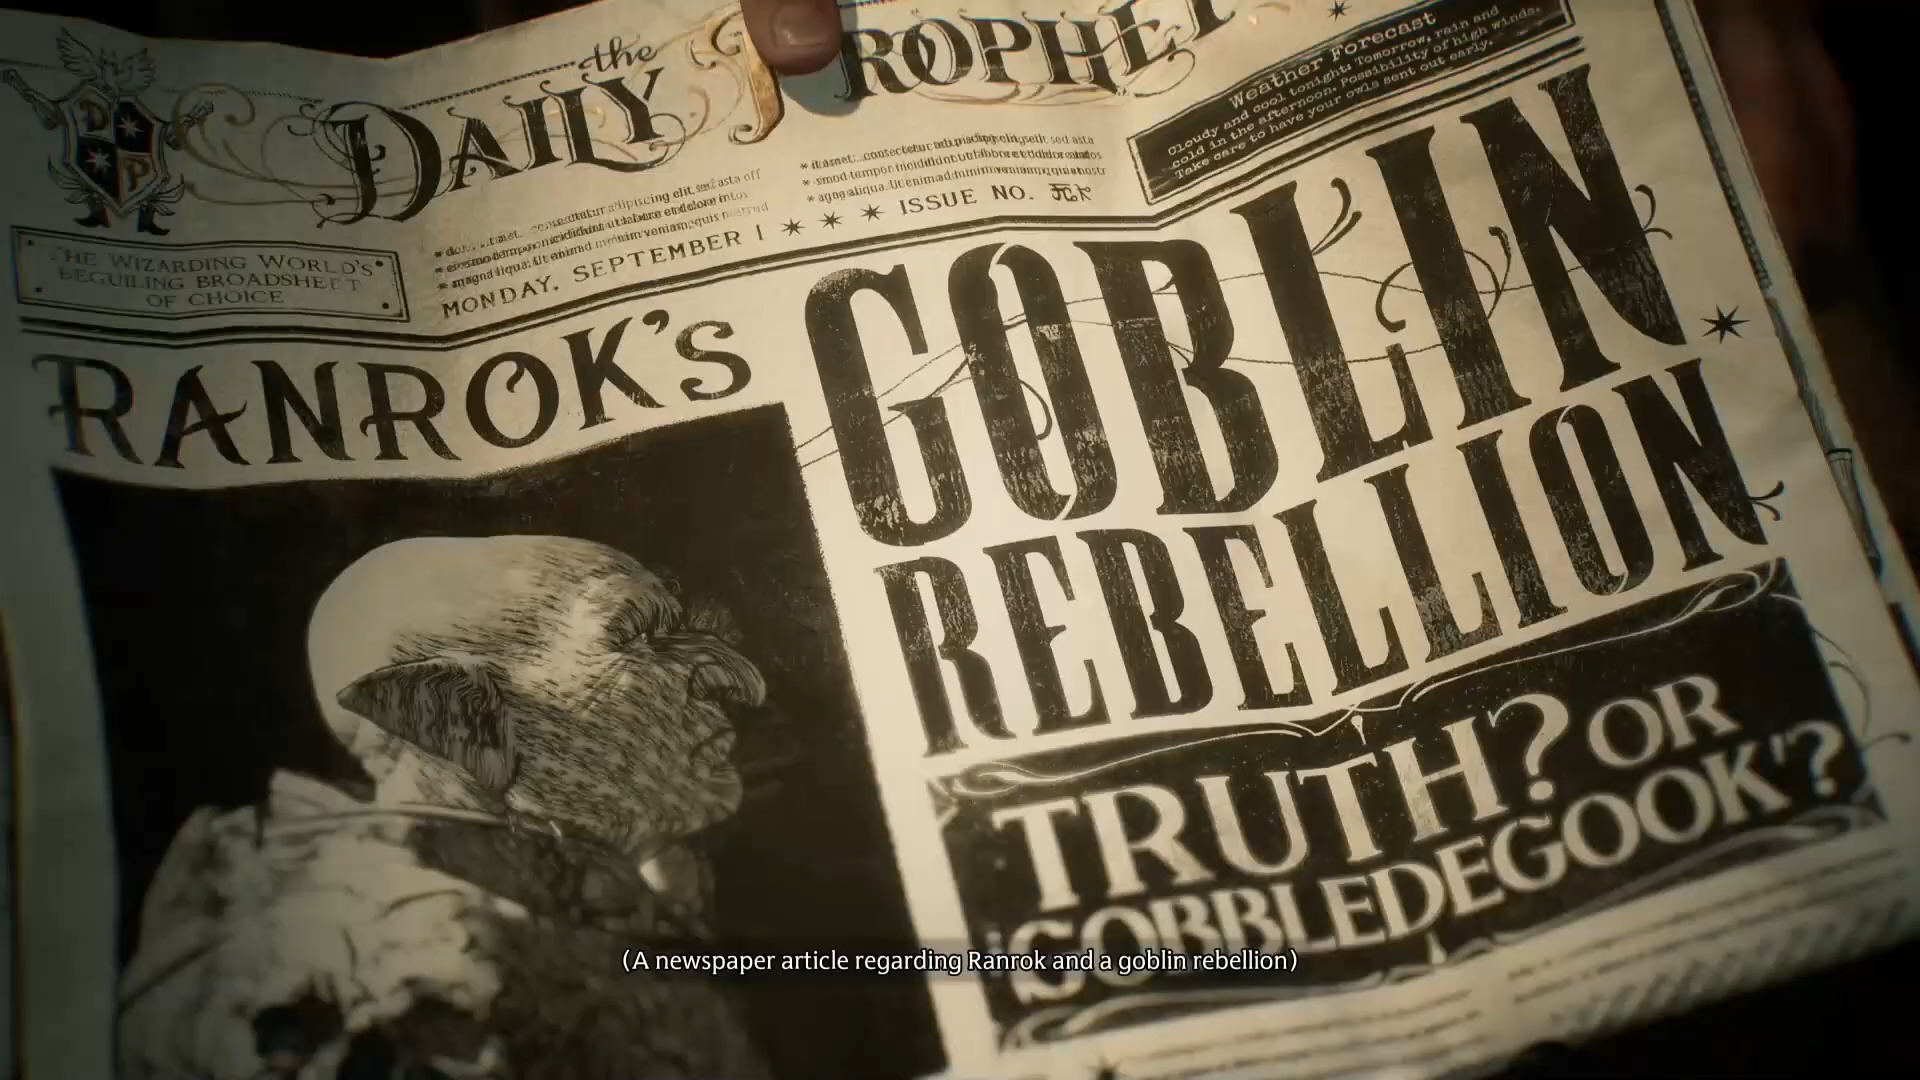 the
DAILY PROPHET
D
P
THE WIZARDING WORLD'S
BEGUILING BROADSHEET
OF CHOICE
MONDAY, SEPTEMBER 1
ISSUE NO.
Weather Forecast
Cloudy and cool tonight: Tomorrow, rain and
cold in the afternoon. Possibility of high winds.
Take care to have your owls sent out early.
RANROK'S
GOBLIN
REBELLION
TRUTH? OR
'GOBBLEDEGOOK'?
(A newspaper article regarding Ranrok and a goblin rebellion)